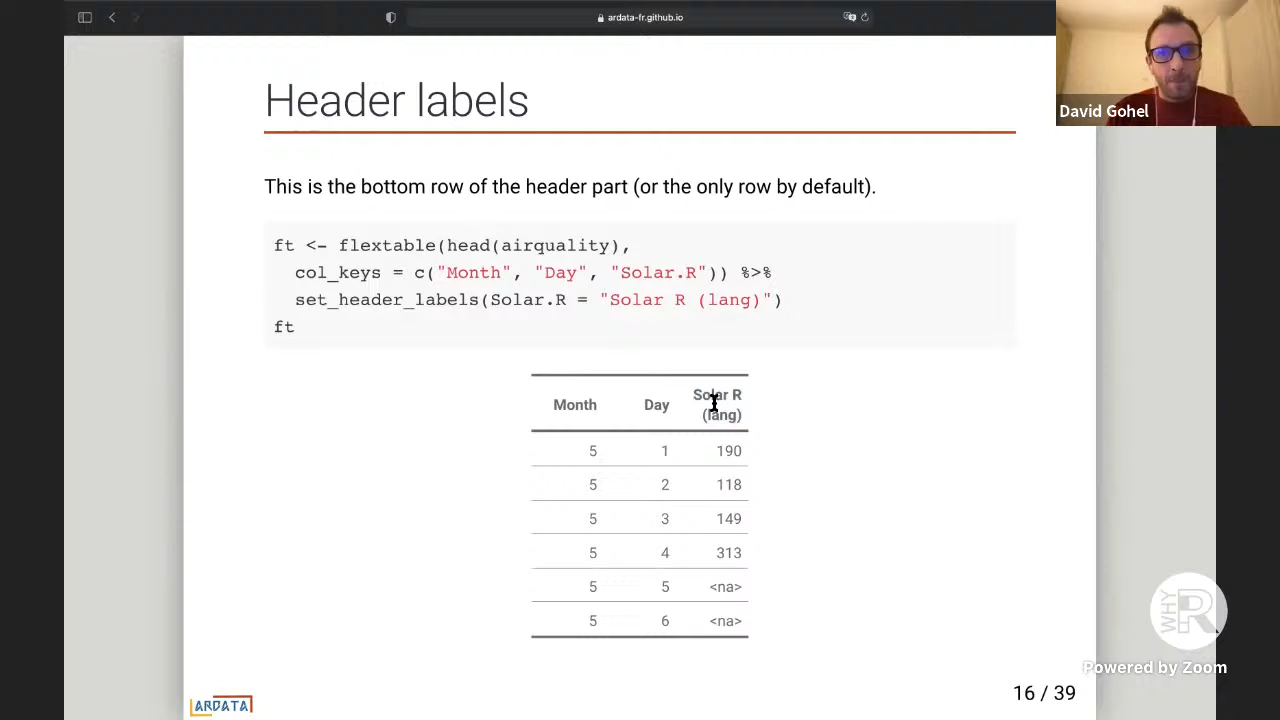 ardata-fr.github.io
David Gohel
Header labels
This is the bottom row of the header part (or the only row by default).
ft <- flextable(head(airquality),
col_keys = c("Month", "Day", "Solar.R")) %>%
set_header_labels(Solar.R = "Solar R (lang)")
ft
Month Day Solar R
(lang)
5 1 190
5 2 118
5 3 149
5 4 313
5 5 <na>
5 6 <na>
WHY R
Powered by Zoom
ARDATA
16 / 39